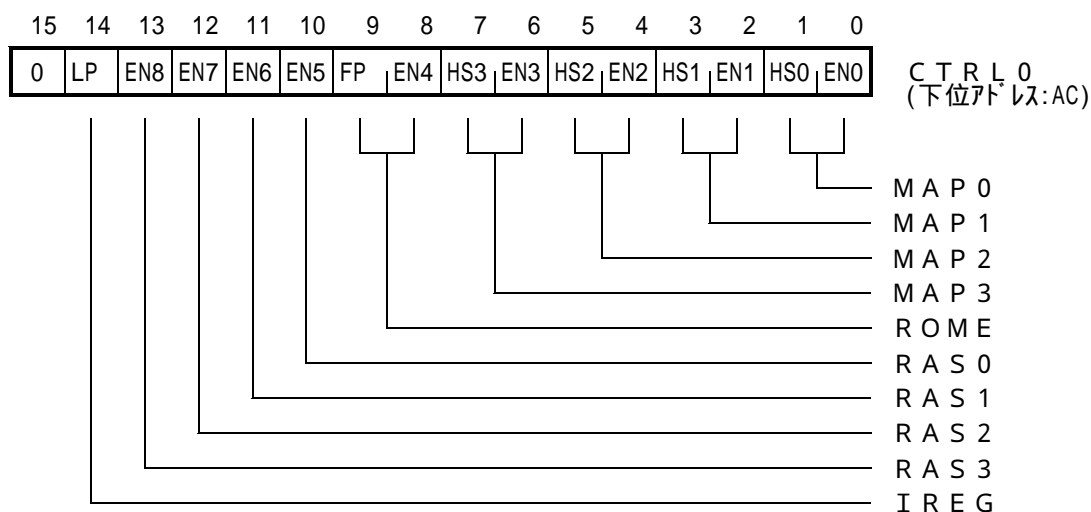 15 14 13 12 11 10 9 8 7 6 5 4 3 2 1 0
0 LP EN8 EN7 EN6 EN5 FP EN4 HS3 EN3 HS2 EN2 HS1 EN1 HS0 EN0 CTRL0
(下位ｱﾄﾞﾚｽ:AC)
MAP0
MAP1
MAP2
MAP3
ROME
RAS0
RAS1
RAS2
RAS3
IREG